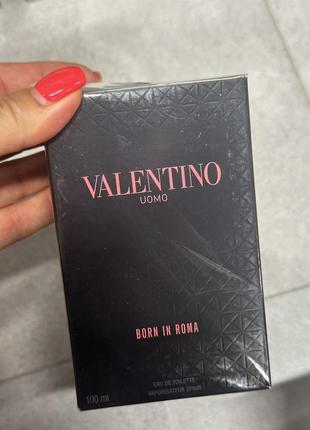 VALENTINO
UOMO
BORN IN ROMA
EAU DE TOILETTE
VAPORISATEUR SPRAY
100 ml